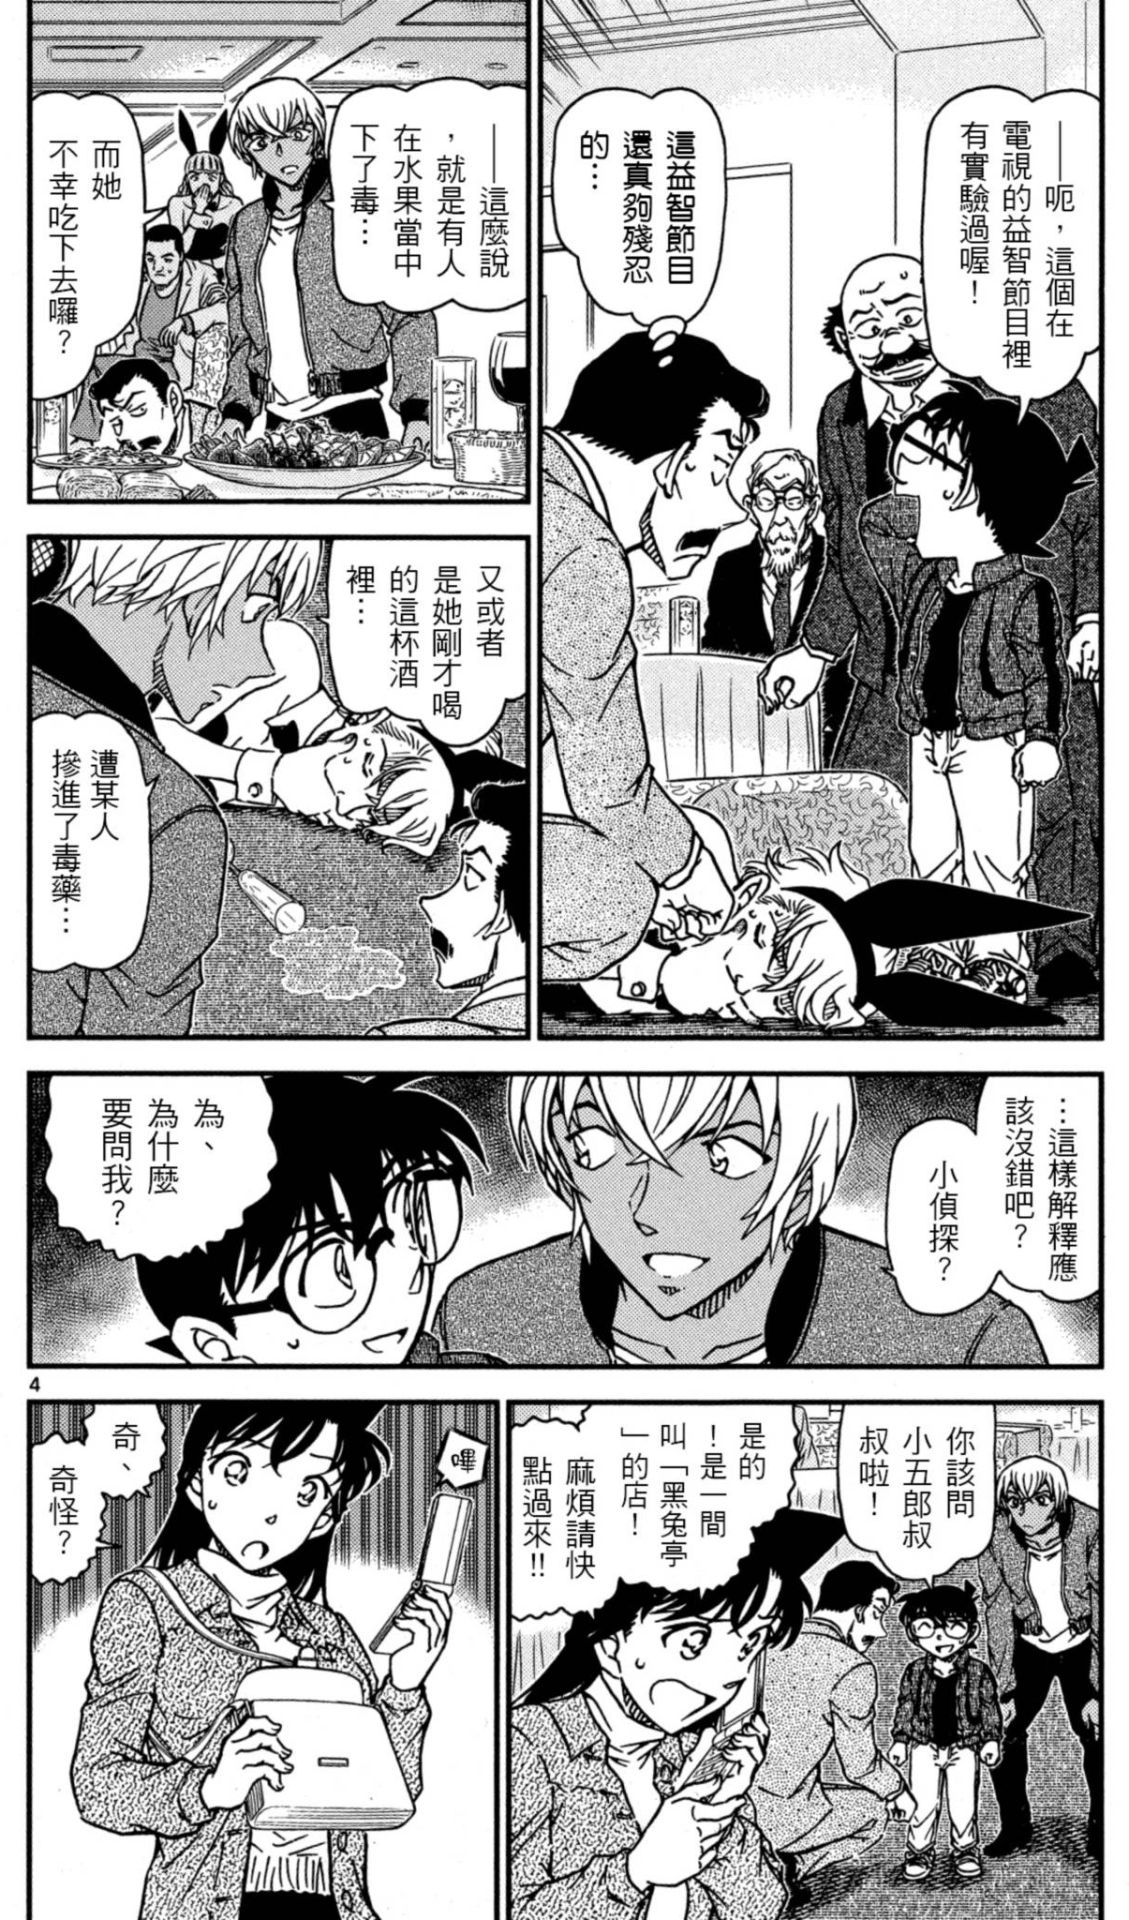 ——呃，這個在
電視的益智節目裡
有實驗過喔！
這益智節目
還真夠殘忍
的…
——這麼說
，就是有人
在水果當中
下了毒…
而她
不幸吃下去囉？
又或者
是她剛才喝
的這杯酒
裡…
遭某人
摻進了毒藥…
…這樣解釋應
該沒錯吧？
小偵探？
為、
為什麼
要問我？
4
你該問
小五郎叔
叔啦！
是的
！是一間
叫「黑兔亭
」的店！
麻煩請快
點過來!!
嗶
奇、
奇怪？